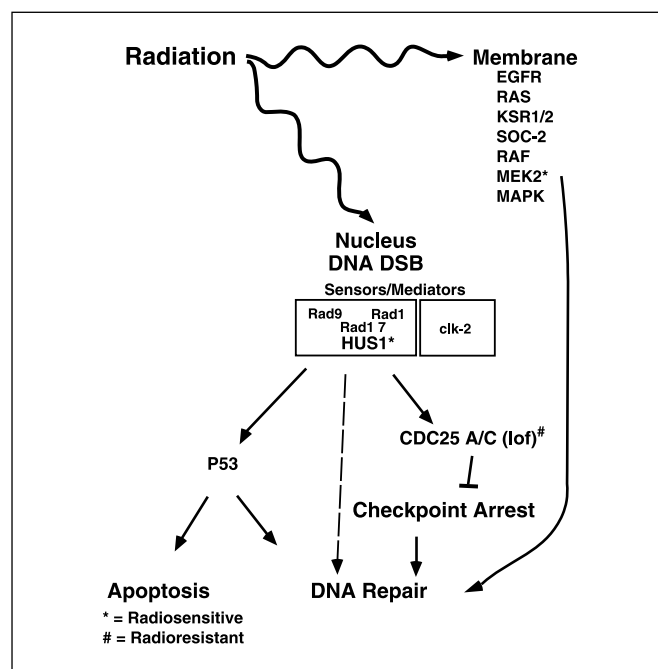 Radiation
Membrane
EGFR
RAS
KSR1/2
SOC-2
RAF
MEK2*
MAPK
Nucleus
DNA DSB
Sensors/Mediators
Rad9 Rad1
Rad1 7
HUS1*
clk-2
CDC25 A/C (lof)#
P53
Checkpoint Arrest
Apoptosis
DNA Repair
* = Radiosensitive
# = Radioresistant